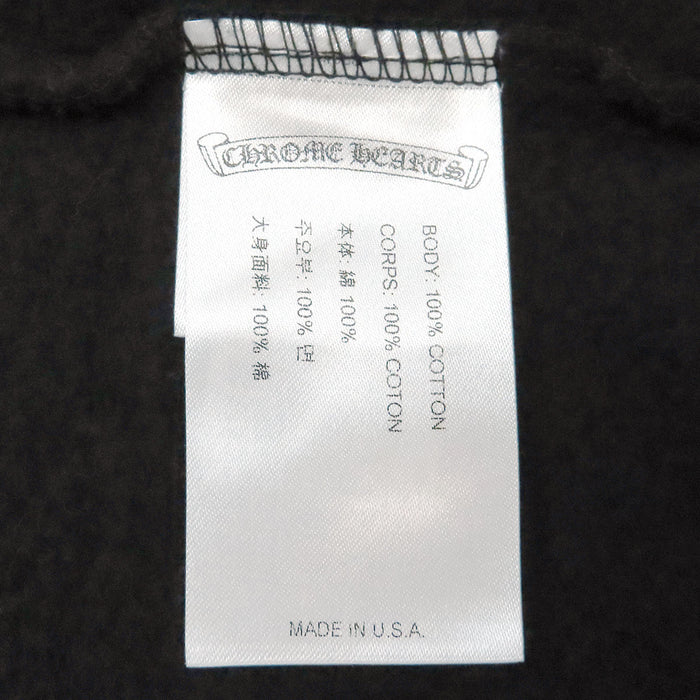 CHROME HEARTS
BODY: 100% COTTON
CORPS: 100% COTON
本体: 綿 100%
주요부: 100% 면
大身面料: 100% 棉
MADE IN U.S.A.